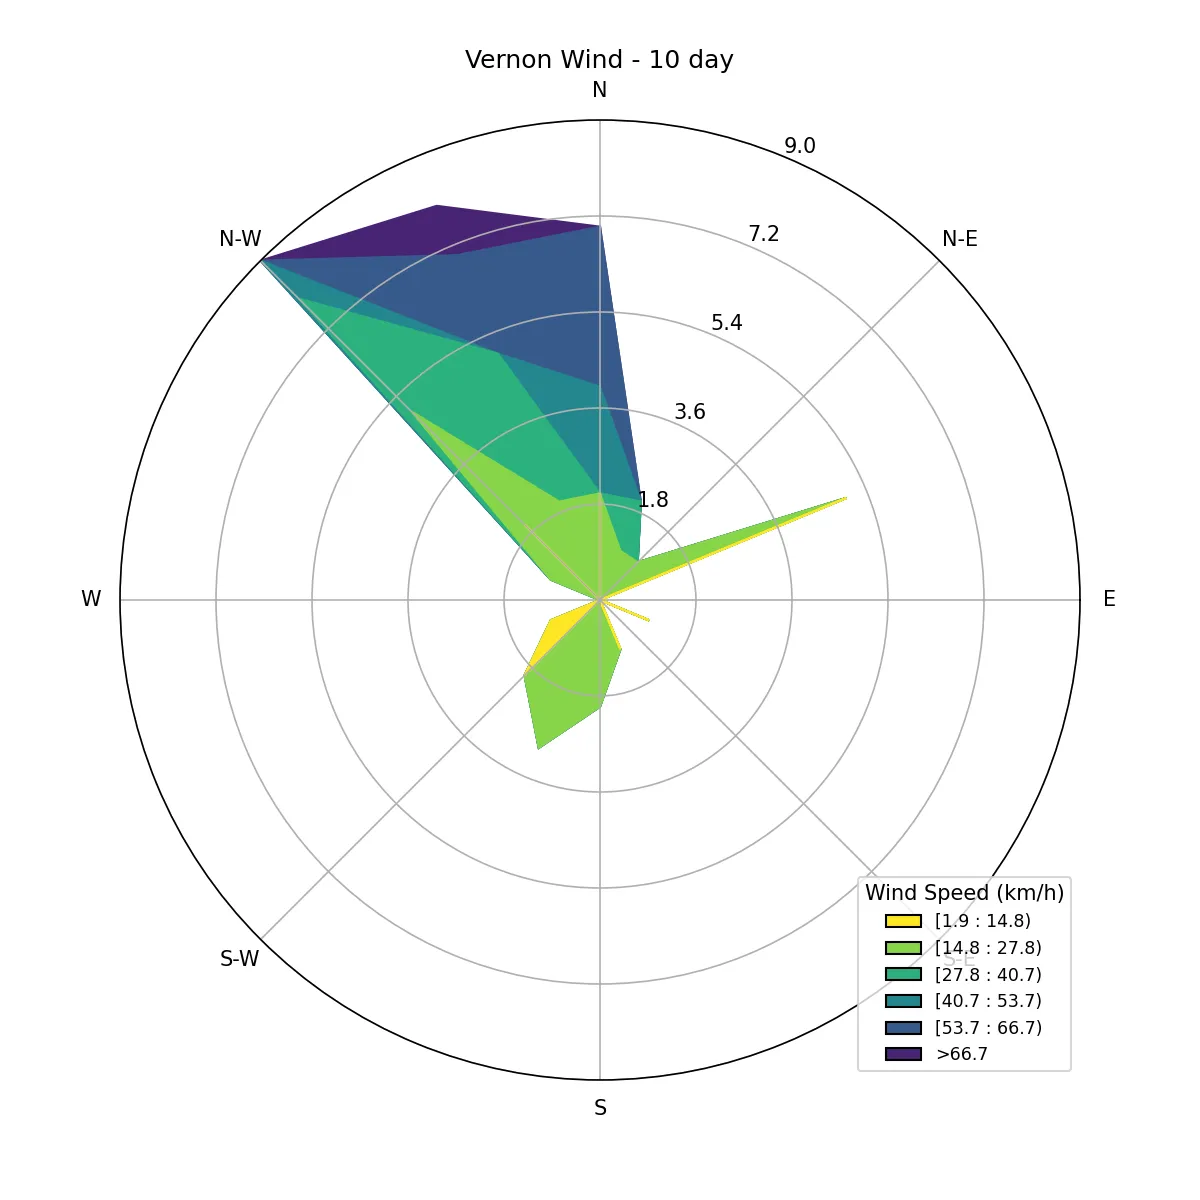 Vernon Wind - 10 day
N
9.0
N-W
7.2
N-E
5.4
3.6
1.8
W
E
S-W
S-E
S
Wind Speed (km/h)
[1.9 : 14.8)
[14.8 : 27.8)
[27.8 : 40.7)
[40.7 : 53.7)
[53.7 : 66.7)
>66.7